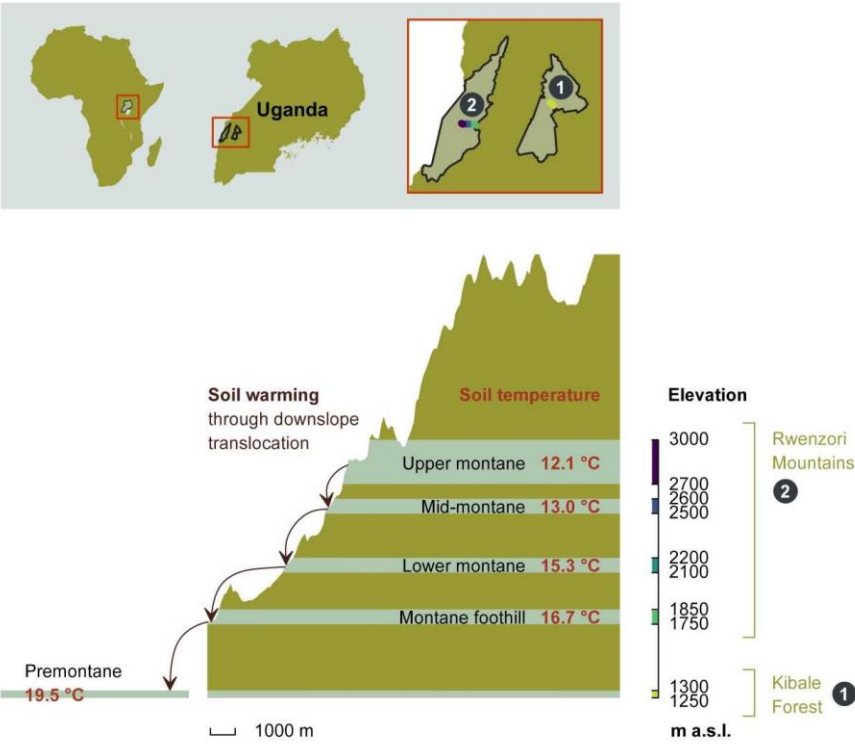 Uganda
1
2
Soil warming
through downslope
translocation
Soil temperature
Elevation
Upper montane 12.1 °C
Mid-montane 13.0 °C
Lower montane 15.3 °C
Montane foothill 16.7 °C
Premontane
19.5 °C
3000
2700
2600
2500
2200
2100
1850
1750
1300
1250
m a.s.l.
Rwenzori
Mountains
2
Kibale
Forest 1
1000 m